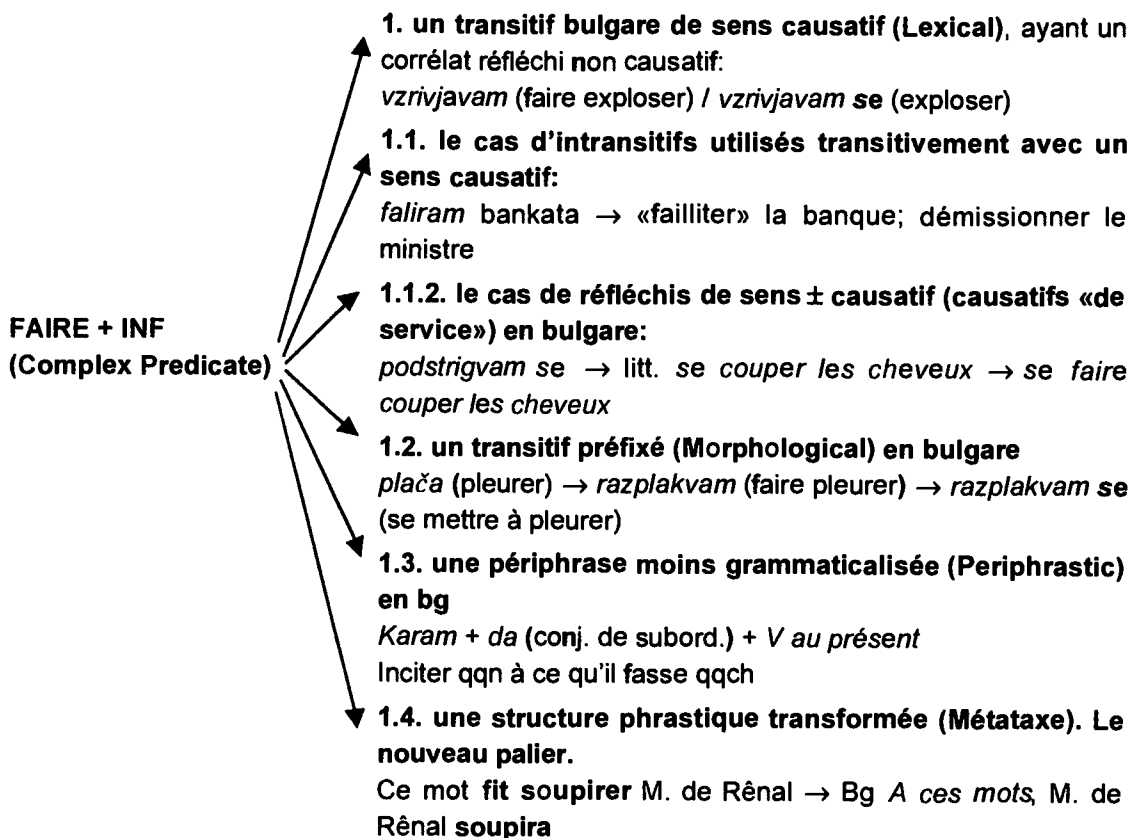 1. un transitif bulgare de sens causatif (Lexical), ayant un
corrélat réfléchi non causatif:
vzrivjavam (faire exploser) / vzrivjavam se (exploser)
1.1. le cas d'intransitifs utilisés transitivement avec un
sens causatif:
faliram bankata → «failliter» la banque; démissionner le
ministre
1.1.2. le cas de réfléchis de sens ± causatif (causatifs «de
service») en bulgare:
podstrigvam se → litt. se couper les cheveux → se faire
couper les cheveux
FAIRE + INF
(Complex Predicate)
1.2. un transitif préfixé (Morphological) en bulgare
plača (pleurer) → razplakvam (faire pleurer) → razplakvam se
(se mettre à pleurer)
1.3. une périphrase moins grammaticalisée (Periphrastic)
en bg
Karam + da (conj. de subord.) + V au présent
Inciter qqn à ce qu'il fasse qqch
1.4. une structure phrastique transformée (Métataxe). Le
nouveau palier.
Ce mot fit soupirer M. de Rênal → Bg A ces mots, M. de
Rênal soupira